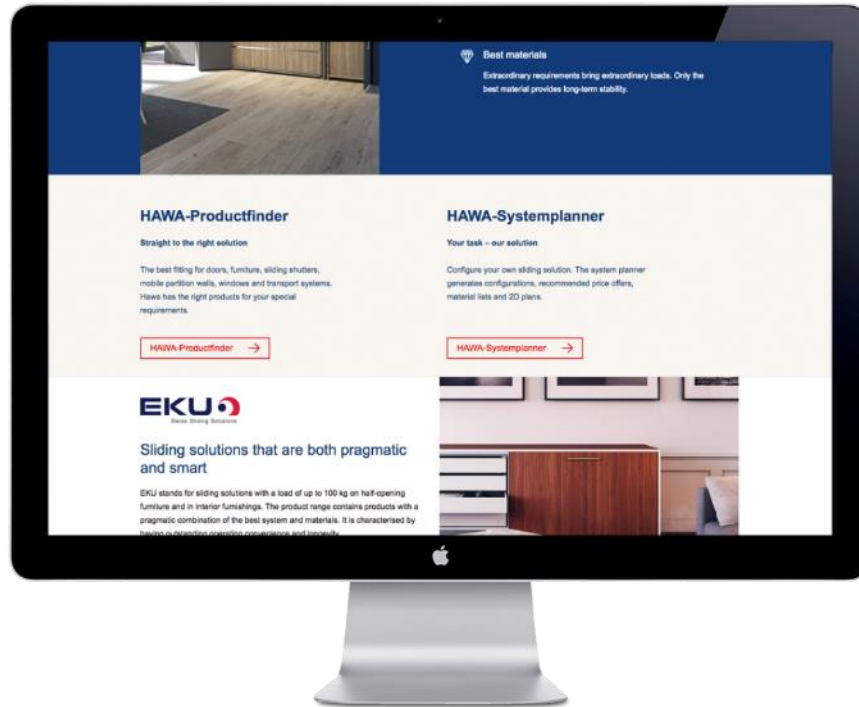 Best materials
Extraordinary requirements bring extraordinary loads. Only the
best material provides long-term stability.
HAWA-Productfinder
Straight to the right solution
The best fitting for doors, furniture, sliding shutters,
mobile partition walls, windows and transport systems.
Hawa has the right products for your special
requirements.
HAWA-Productfinder
HAWA-Systemplanner
Your task – our solution
Configure your own sliding solution. The system planner
generates configurations, recommended price offers,
material lists and 2D plans.
HAWA-Systemplanner
EKU
Swiss Sliding Solutions
Sliding solutions that are both pragmatic
and smart
EKU stands for sliding solutions with a load of up to 100 kg on half-opening
furniture and in interior furnishings. The product range contains products with a
pragmatic combination of the best system and materials. It is characterised by
having outstanding operating convenience and longevity.